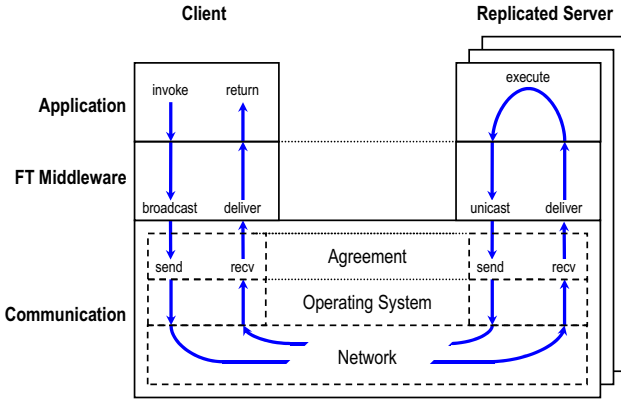 Client Replicated Server
execute
invoke return
Application
FT Middleware
broadcast deliver unicast deliver
Agreement
send recv send recv
Operating System
Communication
Network